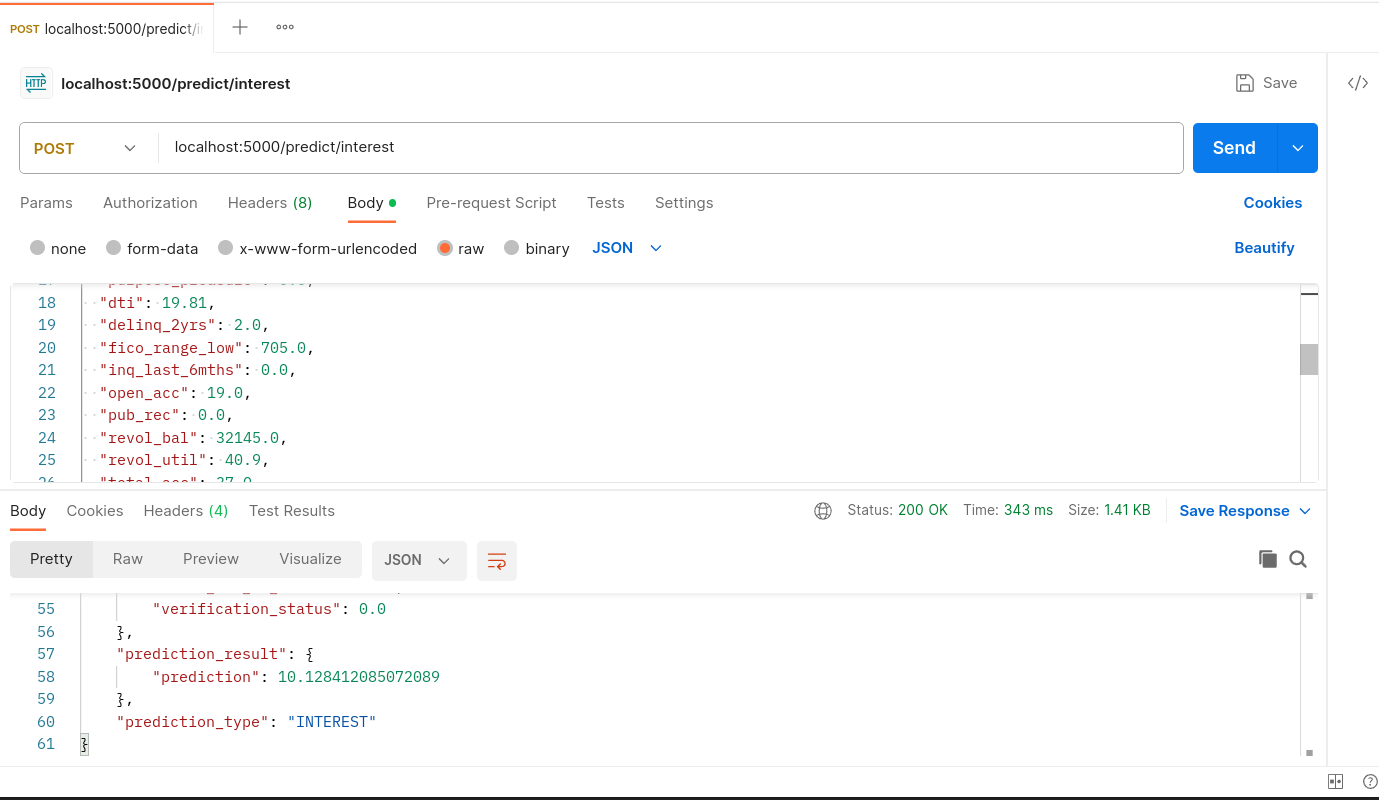 POST localhost:5000/predict/i
localhost:5000/predict/interest
Save
POST localhost:5000/predict/interest Send
Params Authorization Headers (8) Body Pre-request Script Tests Settings Cookies
none form-data x-www-form-urlencoded raw binary JSON Beautify
18 "dti": 19.81,
19 "delinq_2yrs": 2.0,
20 "fico_range_low": 705.0,
21 "inq_last_6mths": 0.0,
22 "open_acc": 19.0,
23 "pub_rec": 0.0,
24 "revol_bal": 32145.0,
25 "revol_util": 40.9,
Body Cookies Headers (4) Test Results Status: 200 OK Time: 343 ms Size: 1.41 KB Save Response
Pretty Raw Preview Visualize JSON
55 "verification_status": 0.0
56 },
57 "prediction_result": {
58 "prediction": 10.128412085072089
59 },
60 "prediction_type": "INTEREST"
61 }